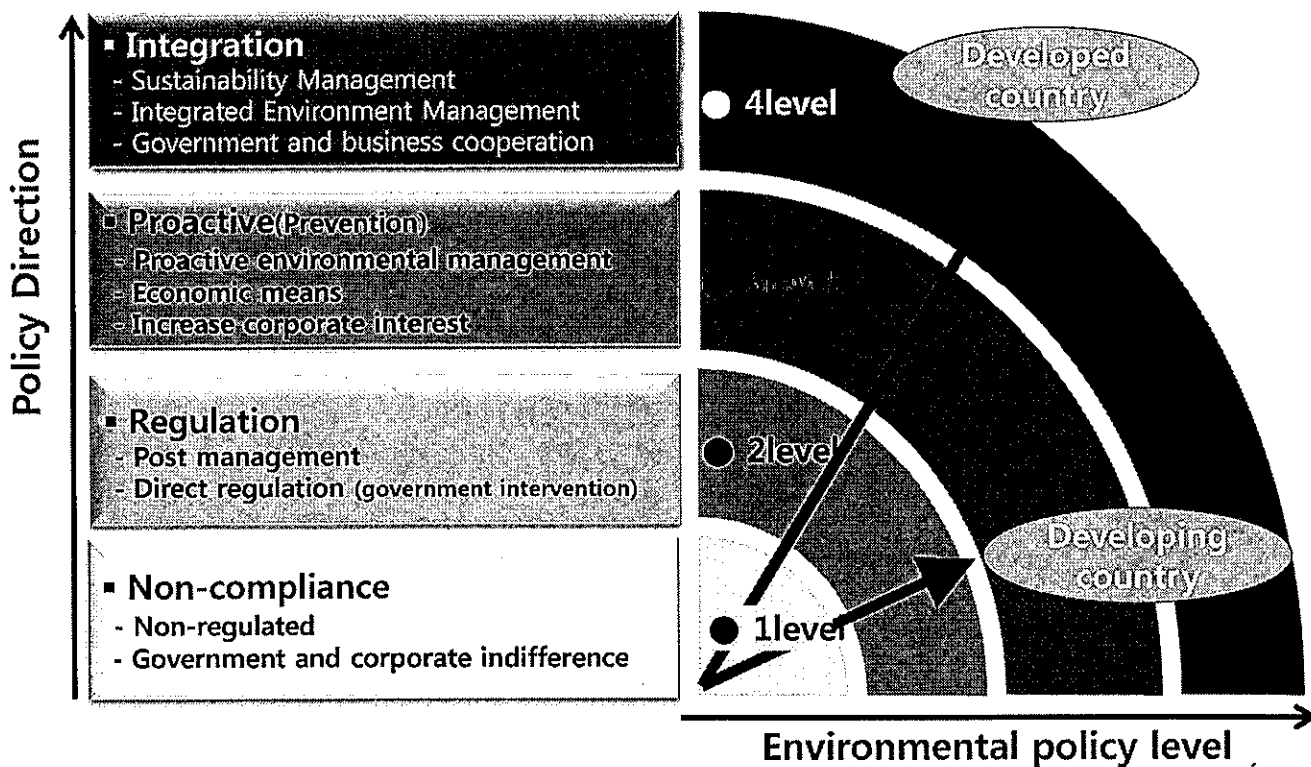 Policy Direction
▪ Integration
- Sustainability Management
- Integrated Environment Management
- Government and business cooperation
▪ Proactive(Prevention)
- Proactive environmental management
- Economic means
- Increase corporate interest
▪ Regulation
- Post management
- Direct regulation (government intervention)
▪ Non-compliance
- Non-regulated
- Government and corporate indifference
Developed
country
4level
2level
Developing
country
1level
Environmental policy level